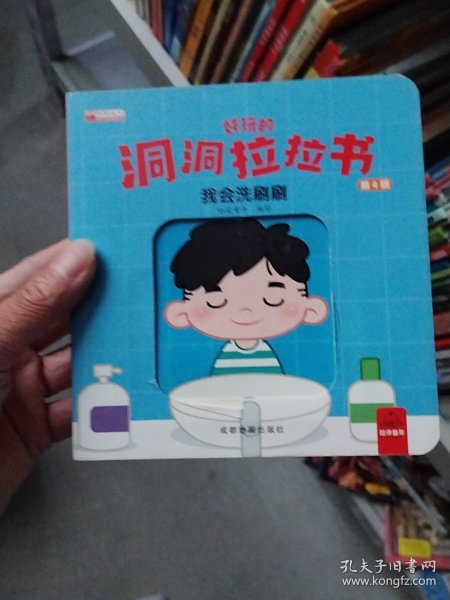 好玩的
洞洞拉拉书
第4辑
我会洗刷刷
成都地图出版社
孔夫子旧书网
www.kongfz.com